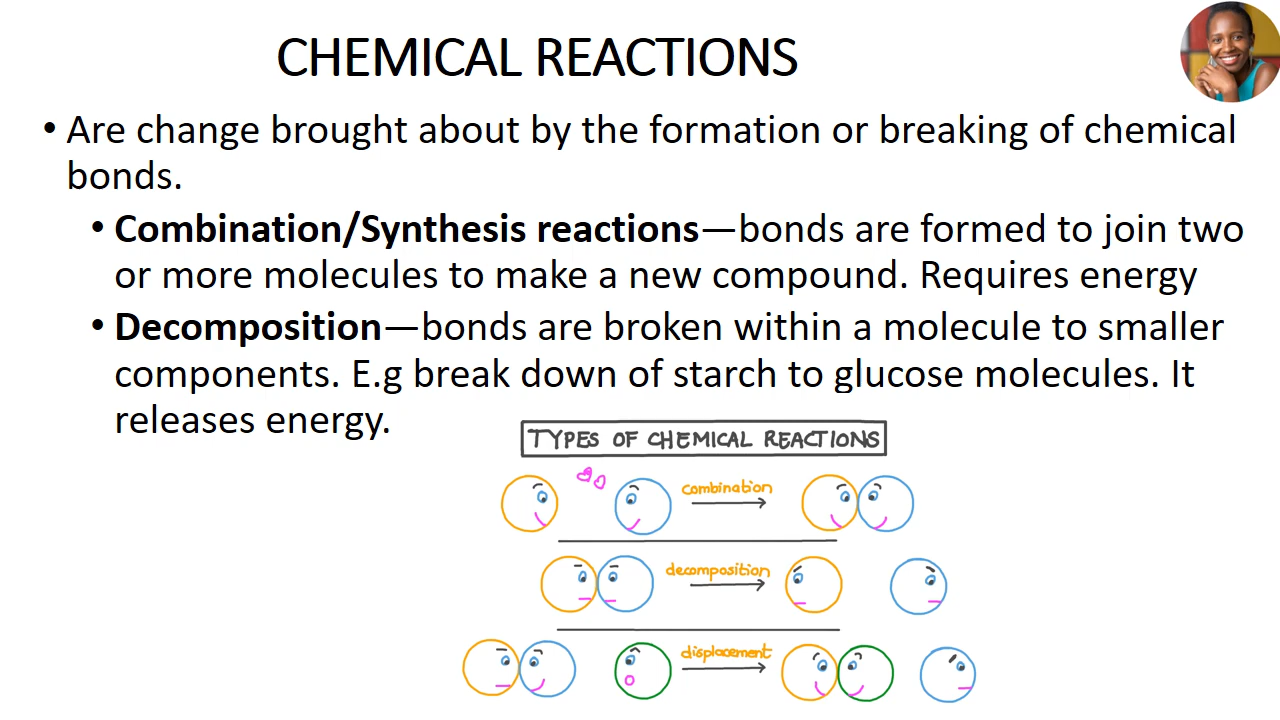 CHEMICAL REACTIONS
• Are change brought about by the formation or breaking of chemical
bonds.
• Combination/Synthesis reactions—bonds are formed to join two
or more molecules to make a new compound. Requires energy
• Decomposition—bonds are broken within a molecule to smaller
components. E.g break down of starch to glucose molecules. It
releases energy.
TYPES OF CHEMICAL REACTIONS
combination
decomposition
displacement